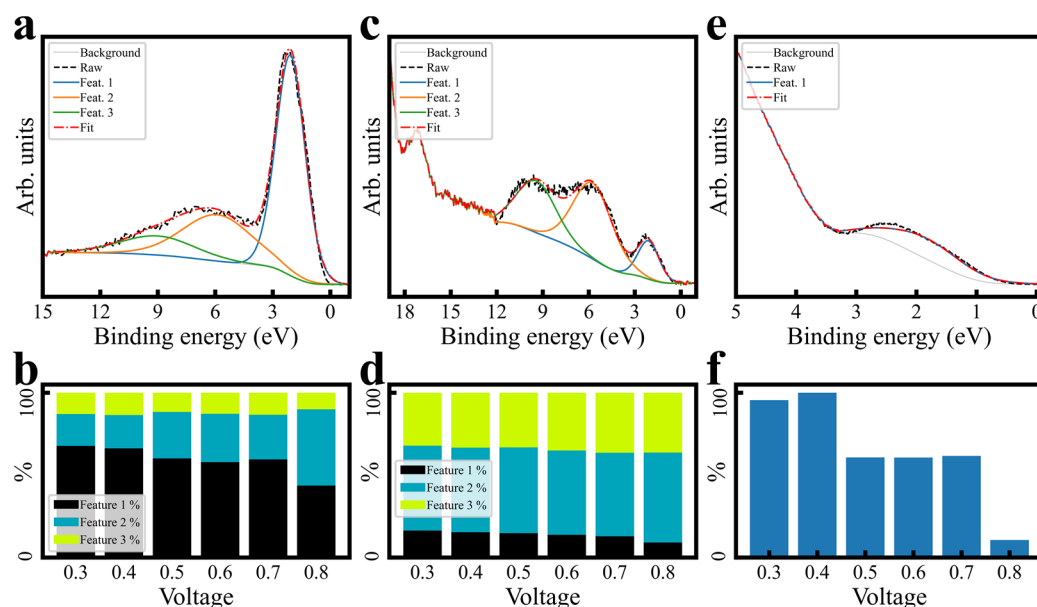 a
Background
Raw
Feat. 1
Feat. 2
Feat. 3
Fit
Arb. units
15 12 9 6 3 0
Binding energy (eV)
c
Background
Raw
Feat. 1
Feat. 2
Feat. 3
Fit
Arb. units
18 15 12 9 6 3 0
Binding energy (eV)
e
Background
Raw
Feat. 1
Fit
Arb. units
5 4 3 2 1 0
Binding energy (eV)
b
100
%
0
Feature 1 %
Feature 2 %
Feature 3 %
0.3 0.4 0.5 0.6 0.7 0.8
Voltage
d
100
%
0
Feature 1 %
Feature 2 %
Feature 3 %
0.3 0.4 0.5 0.6 0.7 0.8
Voltage
f
100
%
0
0.3 0.4 0.5 0.6 0.7 0.8
Voltage